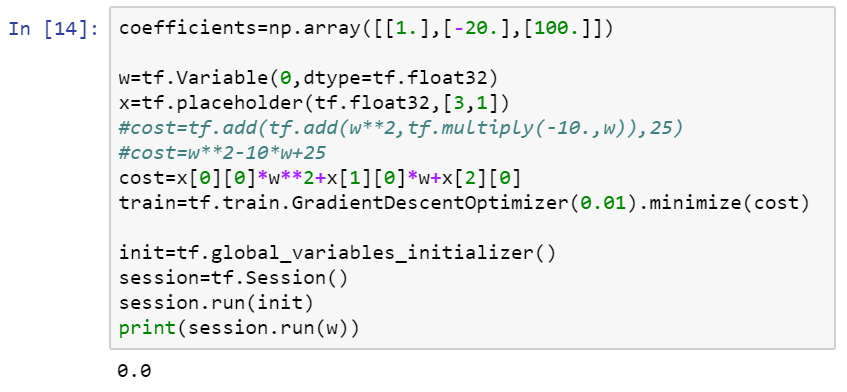 In [14]: coefficients=np.array([[1.],[-20.],[100.]])
w=tf.Variable(0,dtype=tf.float32)
x=tf.placeholder(tf.float32,[3,1])
#cost=tf.add(tf.add(w**2,tf.multiply(-10.,w)),25)
#cost=w**2-10*w+25
cost=x[0][0]*w**2+x[1][0]*w+x[2][0]
train=tf.train.GradientDescentOptimizer(0.01).minimize(cost)
init=tf.global_variables_initializer()
session=tf.Session()
session.run(init)
print(session.run(w))
0.0